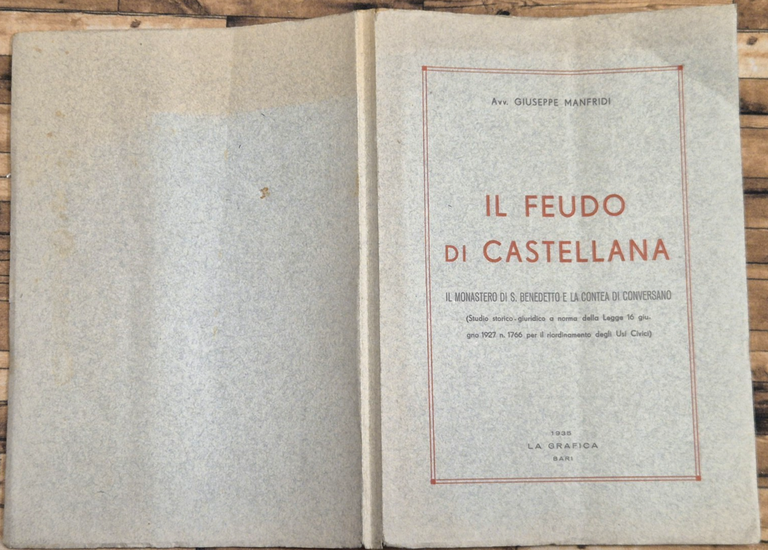 Avv. GIUSEPPE MANFRIDI
IL FEUDO
DI CASTELLANA
IL MONASTERO DI S. BENEDETTO E LA CONTEA DI CONVERSANO
(Studio storico-giuridico a norma della Legge 16 giu.
gno 1927 n. 1766 per il riordinamento degli Usi Civici)
1935
LA GRAFICA
BARI